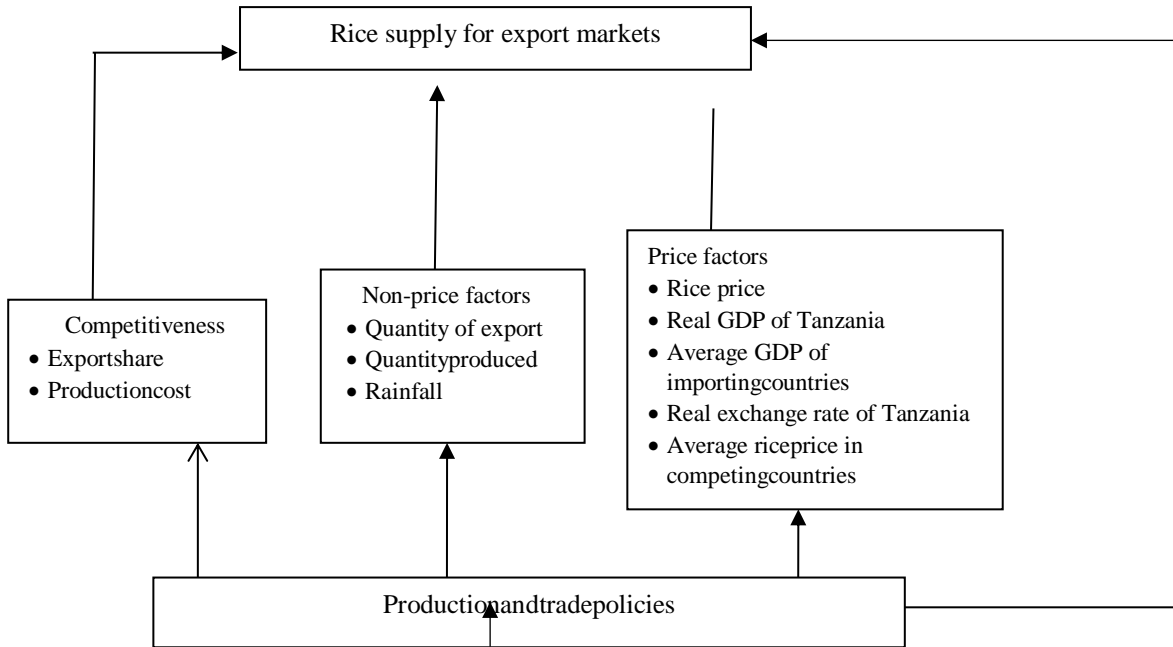 Rice supply for export markets
Competitiveness
• Exportshare
• Productioncost
Non-price factors
• Quantity of export
• Quantityproduced
• Rainfall
Price factors
• Rice price
• Real GDP of Tanzania
• Average GDP of
importingcountries
• Real exchange rate of Tanzania
• Average riceprice in
competingcountries
Productionandtradepolicies